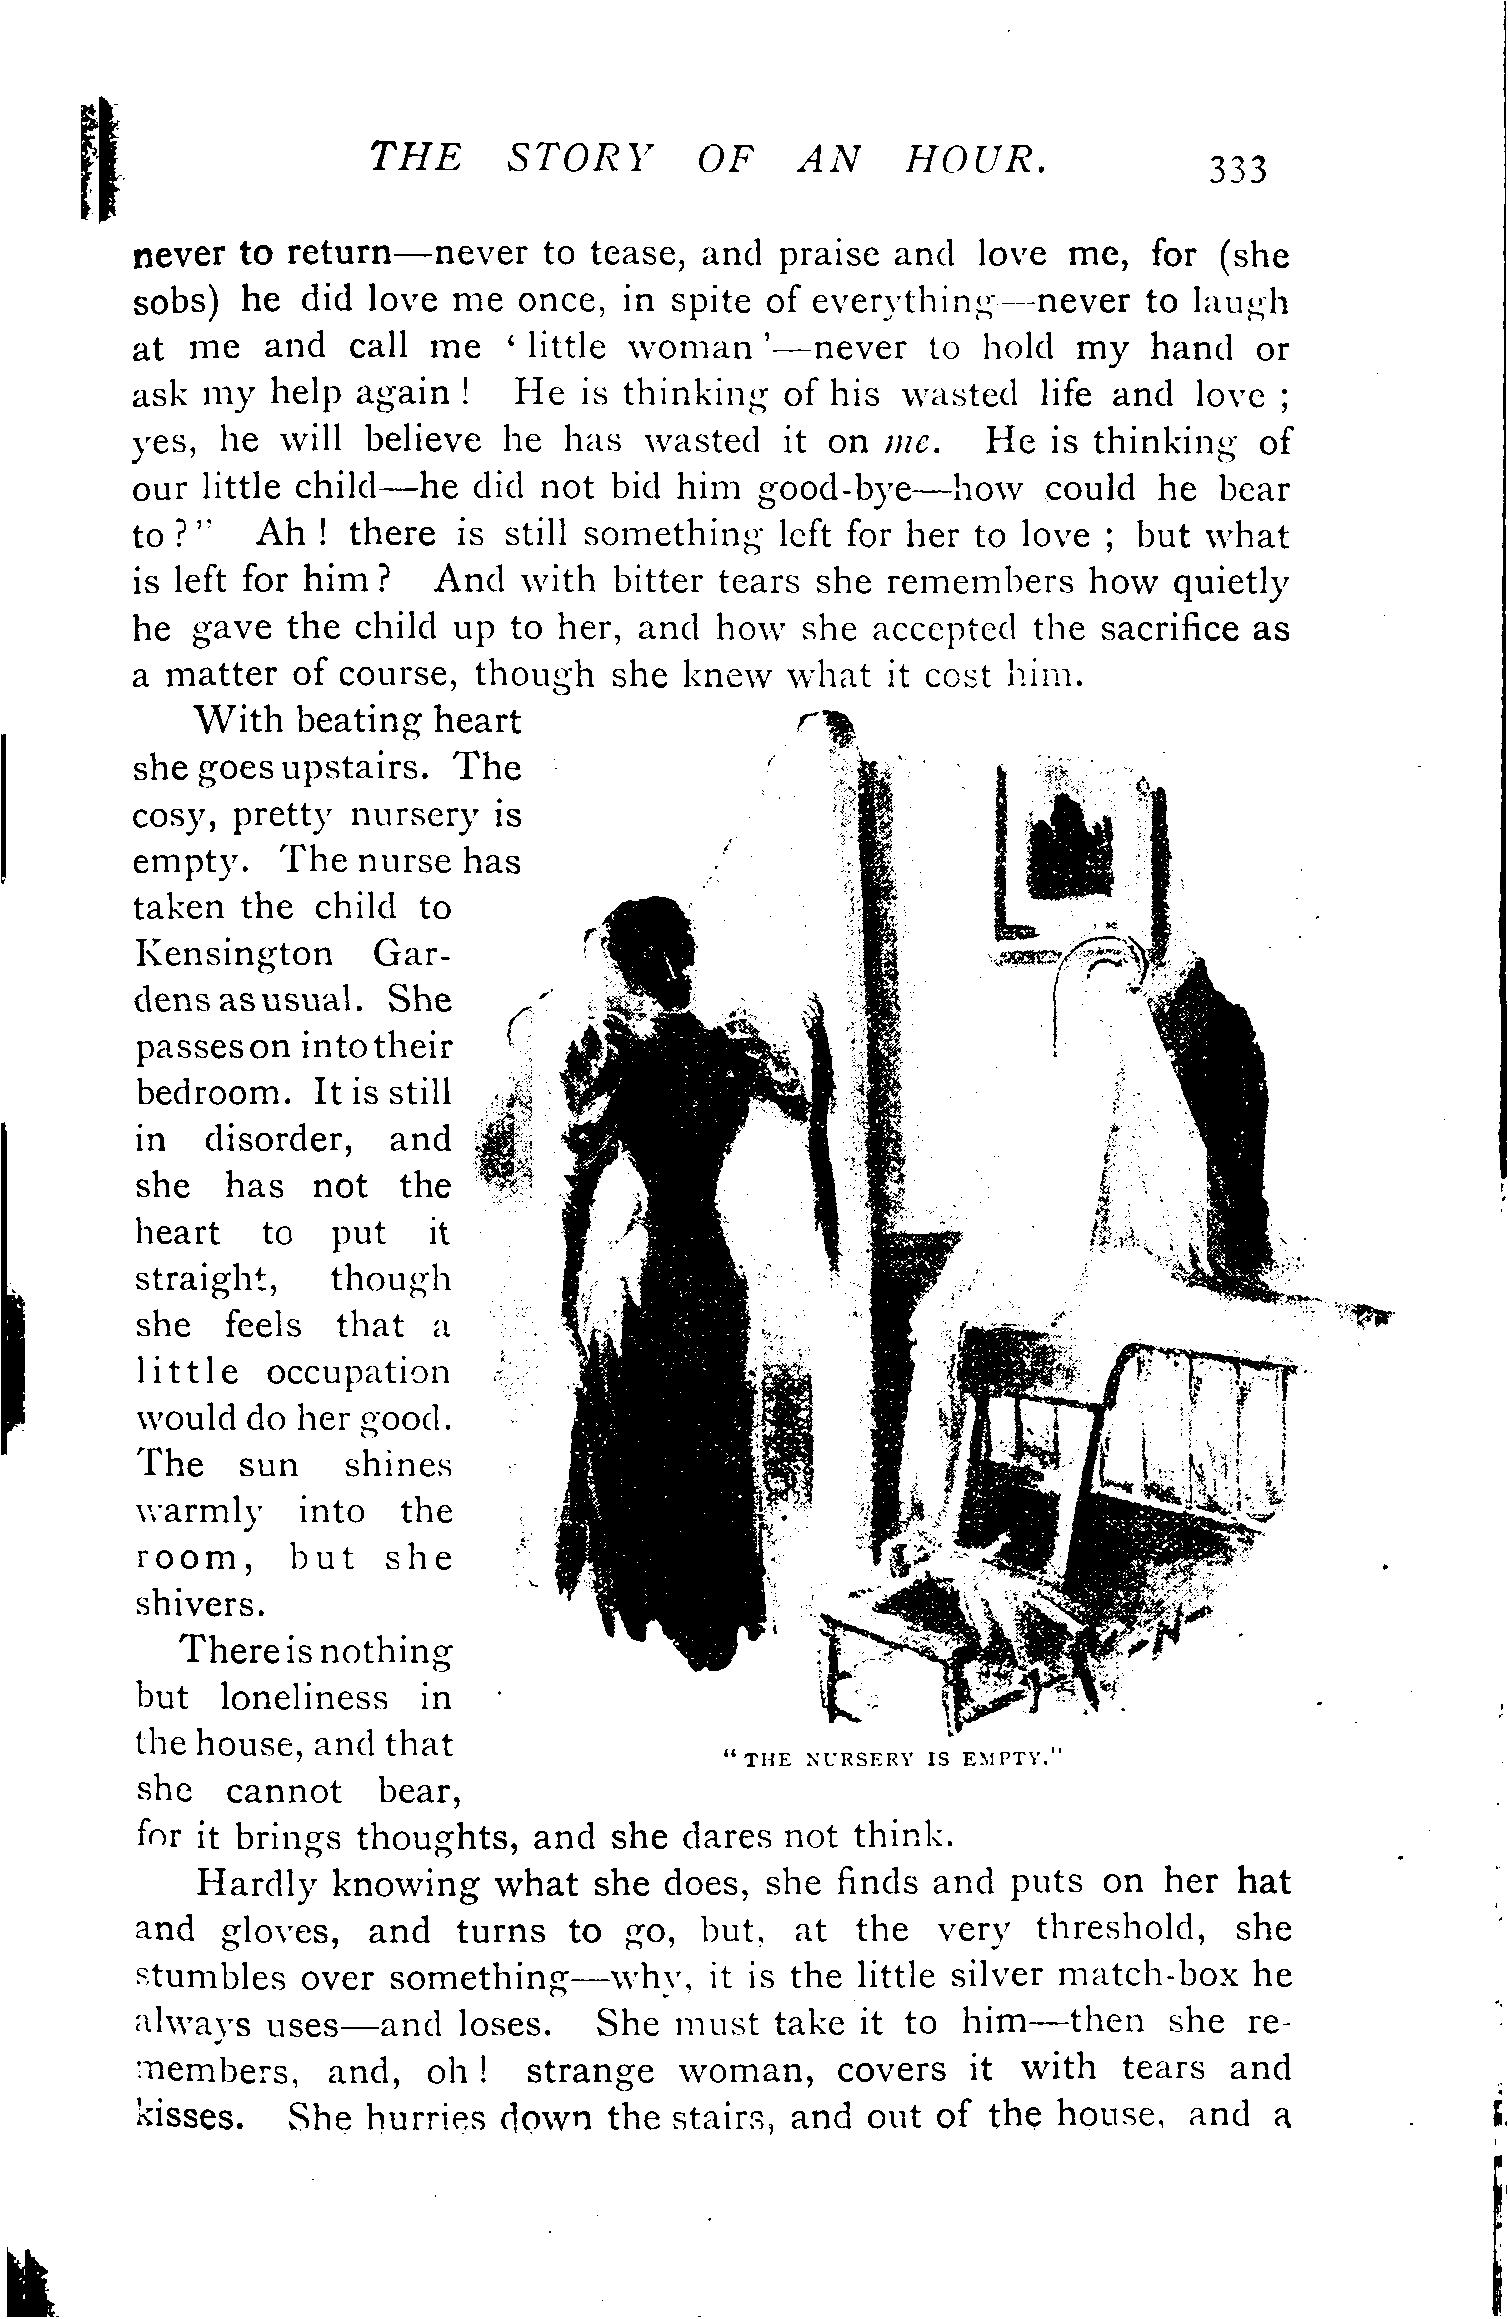 THE STORY OF AN HOUR. 333
never to return—never to tease, and praise and love me, for (she
sobs) he did love me once, in spite of everything—never to laugh
at me and call me ‘ little woman ’—never to hold my hand or
ask my help again ! He is thinking of his wasted life and love ;
yes, he will believe he has wasted it on me. He is thinking of
our little child—he did not bid him good-bye—how could he bear
to ? ” Ah ! there is still something left for her to love ; but what
is left for him ? And with bitter tears she remembers how quietly
he gave the child up to her, and how she accepted the sacrifice as
a matter of course, though she knew what it cost him.
With beating heart
she goes upstairs. The
cosy, pretty nursery is
empty. The nurse has
taken the child to
Kensington Gar-
dens as usual. She
passes on into their
bedroom. It is still
in disorder, and
she has not the
heart to put it
straight, though
she feels that a
little occupation
would do her good.
The sun shines
warmly into the
room, but she
shivers.
There is nothing
but loneliness in
the house, and that
she cannot bear,
“ THE NURSERY IS EMPTY.”
for it brings thoughts, and she dares not think.
Hardly knowing what she does, she finds and puts on her hat
and gloves, and turns to go, but, at the very threshold, she
stumbles over something—why, it is the little silver match-box he
always uses—and loses. She must take it to him—then she re-
members, and, oh ! strange woman, covers it with tears and
kisses. She hurries down the stairs, and out of the house, and a